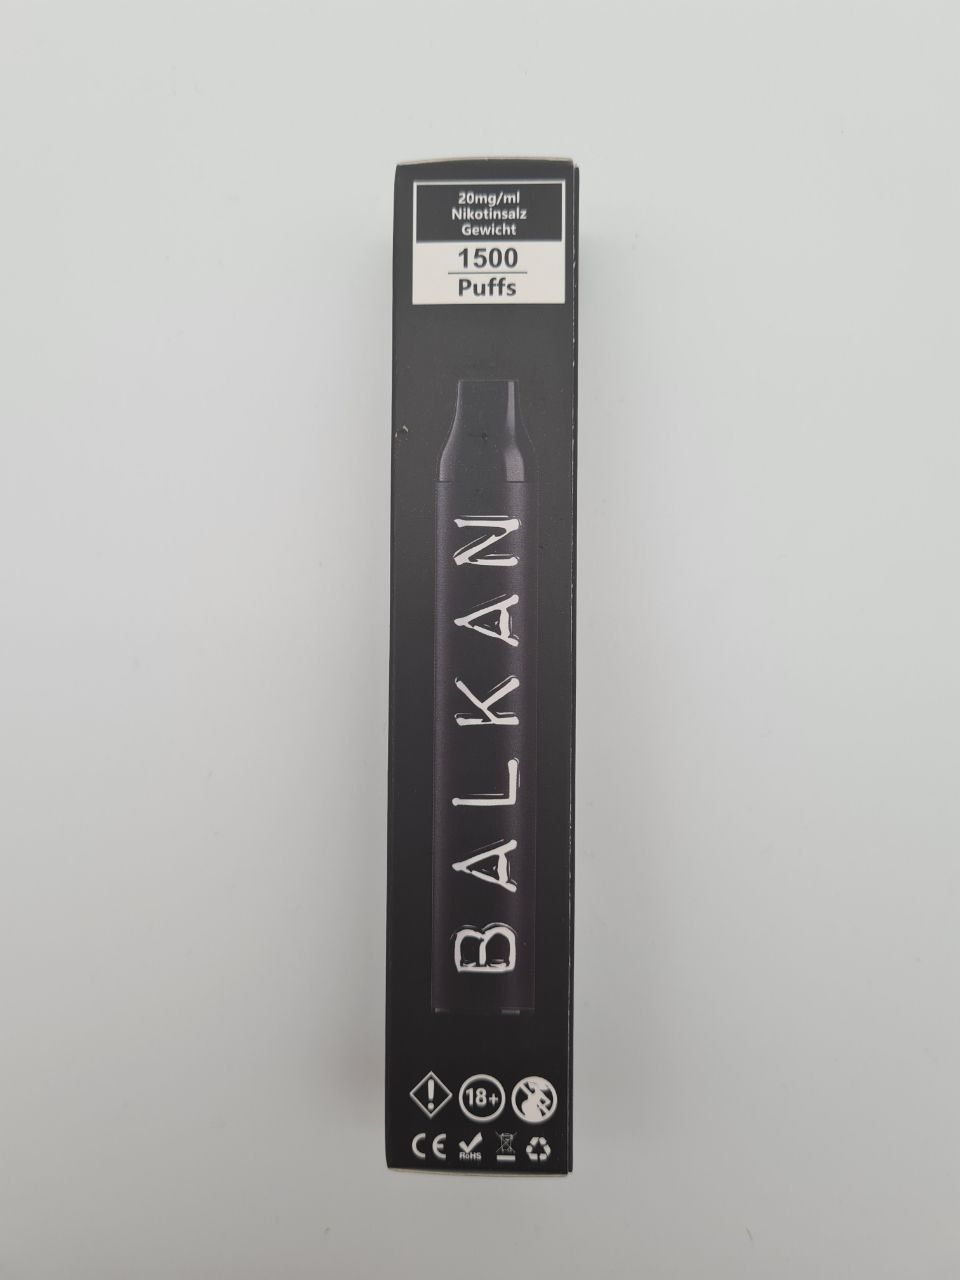 20mg/ml
Nikotinsalz
Gewicht
1500
Puffs
BALKAN
18+
CE
RoHS